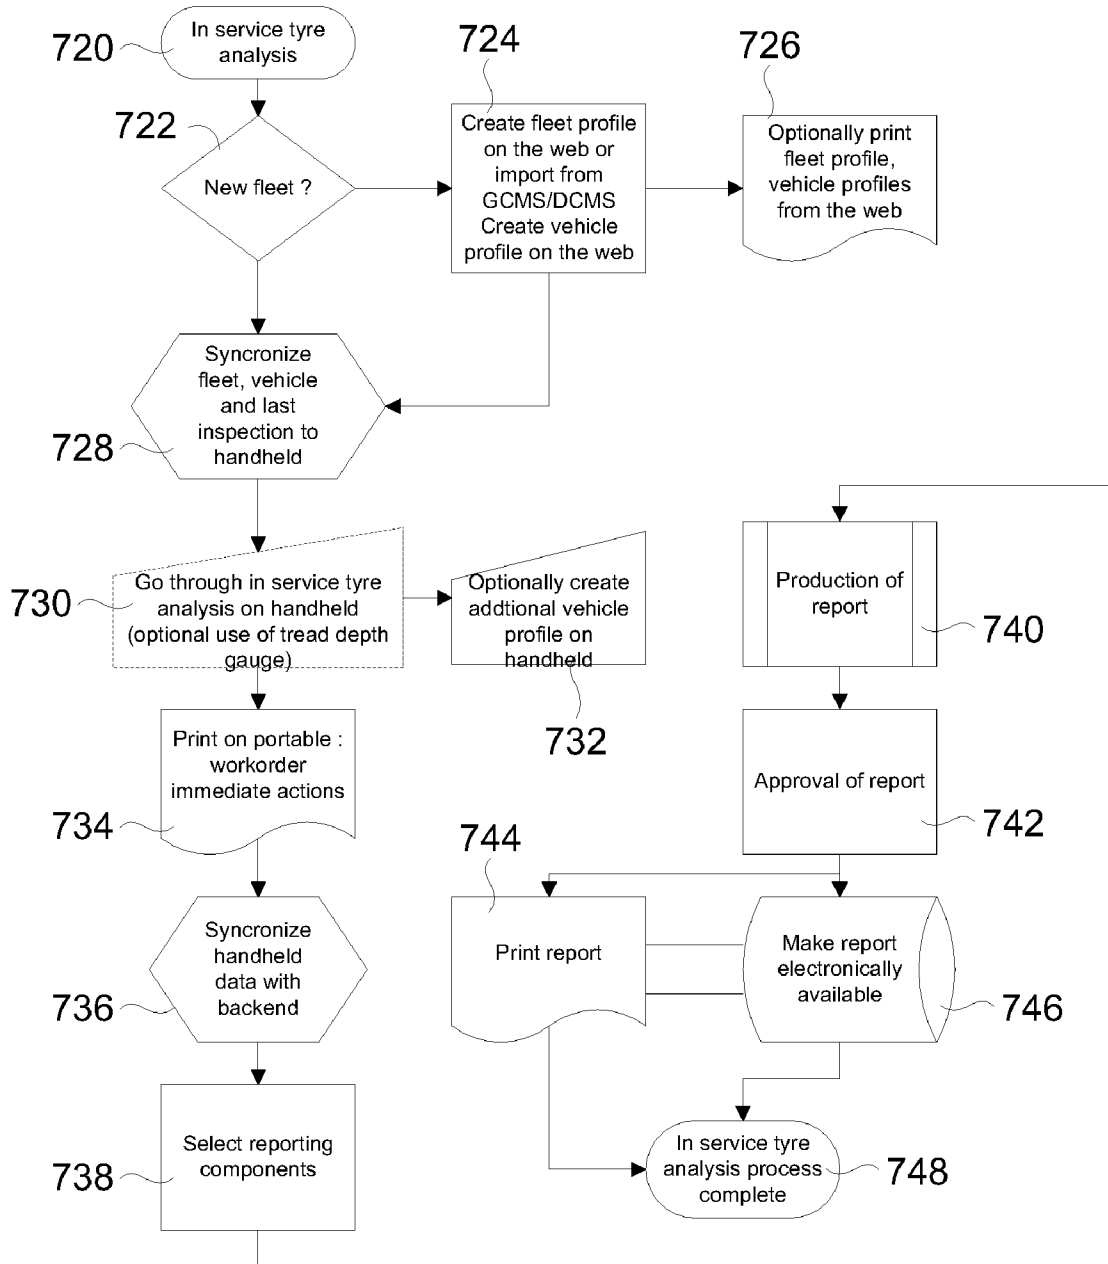 720
In service tyre
analysis
722
New fleet ?
724
Create fleet profile
on the web or
import from
GCMS/DCMS
Create vehicle
profile on the web
726
Optionally print
fleet profile,
vehicle profiles
from the web
728
Syncronize
fleet, vehicle
and last
inspection to
handheld
730
Go through in service tyre
analysis on handheld
(optional use of tread depth
gauge)
Optionally create
addtional vehicle
profile on
handheld
732
Print on portable :
workorder
immediate actions
734
Syncronize
handheld
data with
backend
736
Select reporting
components
738
Production of
report
740
Approval of report
742
744
Print report
Make report
electronically
available
746
In service tyre
analysis process
complete
748